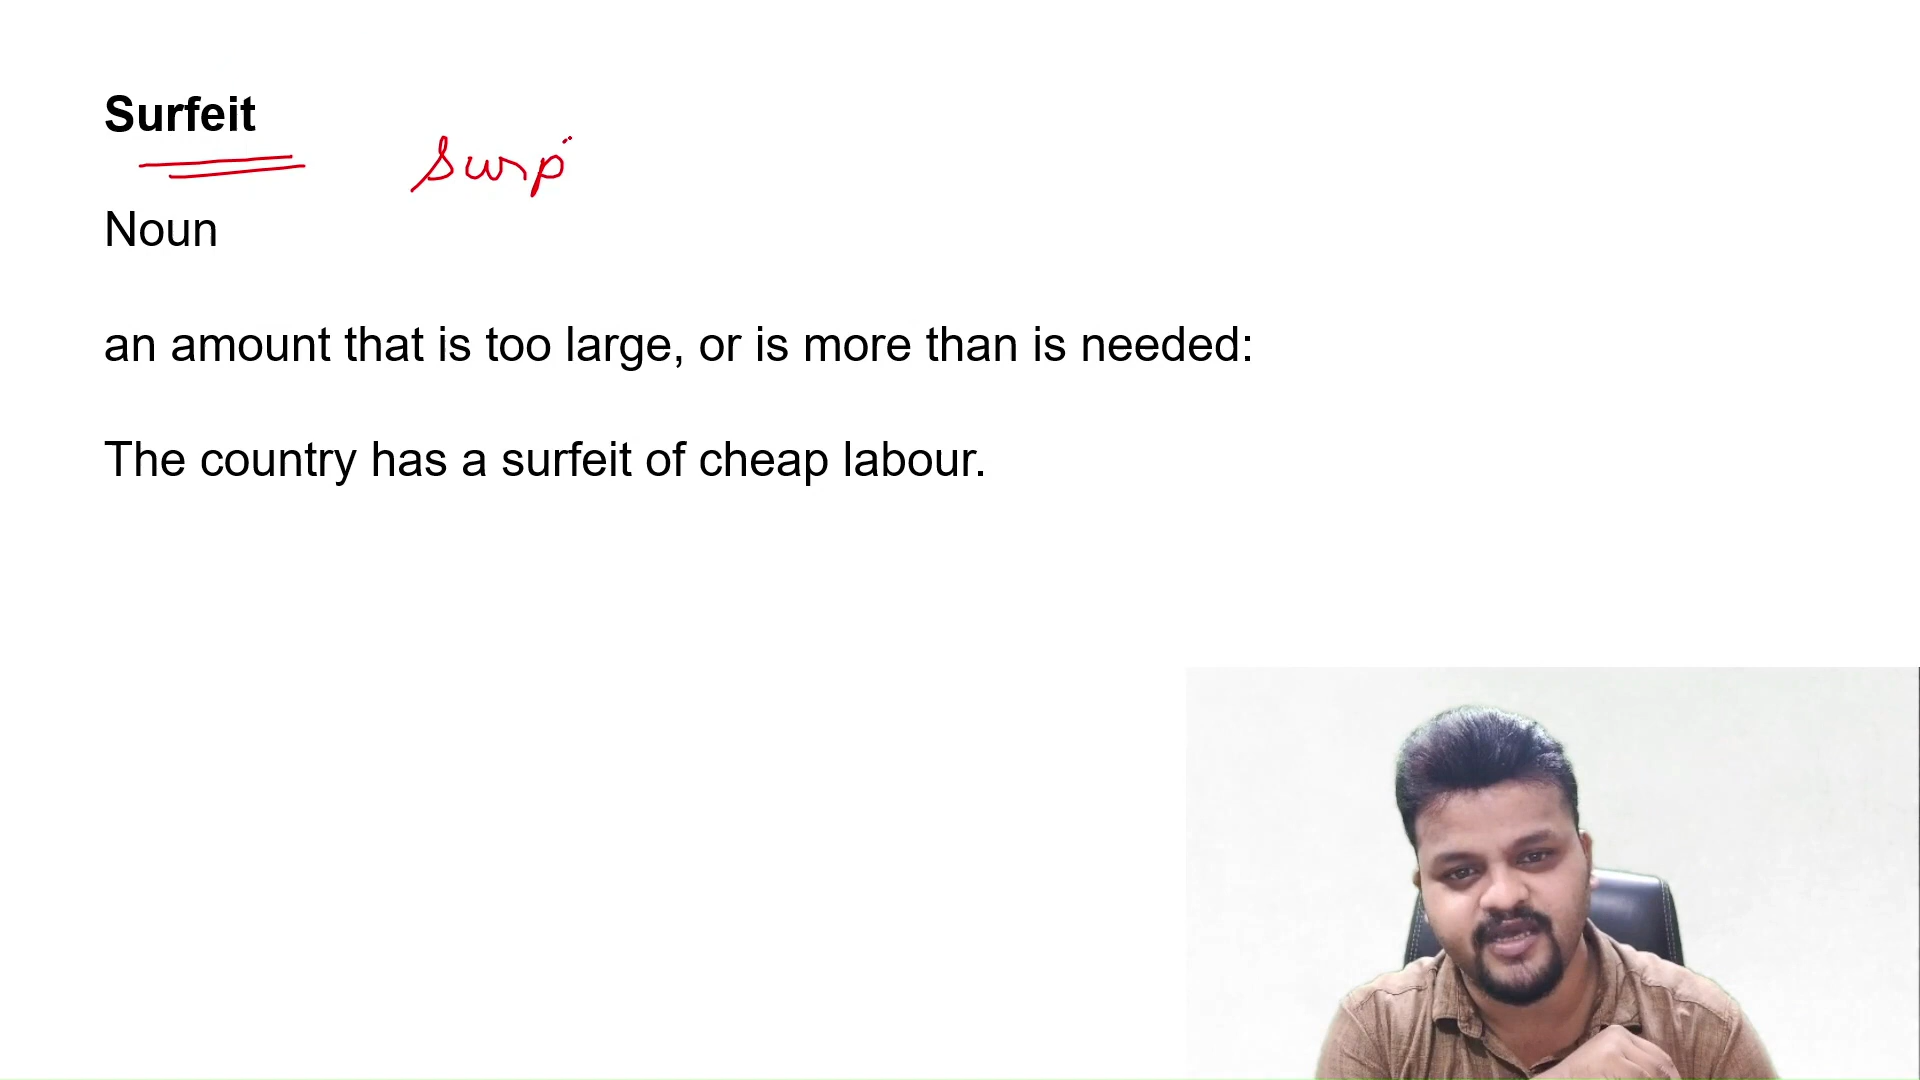 Surfeit
surp
Noun
an amount that is too large, or is more than is needed:
The country has a surfeit of cheap labour.